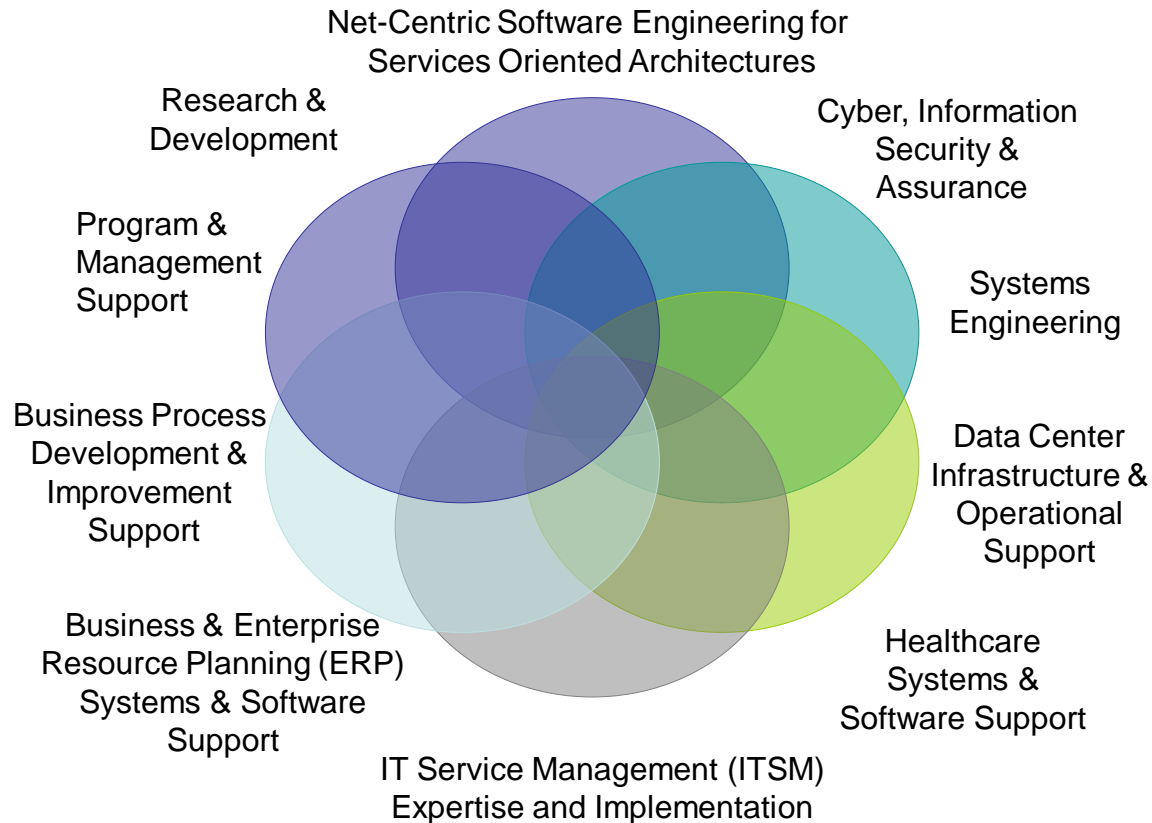 Net-Centric Software Engineering for
Services Oriented Architectures
Research &
Development
Cyber, Information
Security &
Assurance
Program &
Management
Support
Systems
Engineering
Business Process
Development &
Improvement
Support
Data Center
Infrastructure &
Operational
Support
Business & Enterprise
Resource Planning (ERP)
Systems & Software
Support
Healthcare
Systems &
Software Support
IT Service Management (ITSM)
Expertise and Implementation